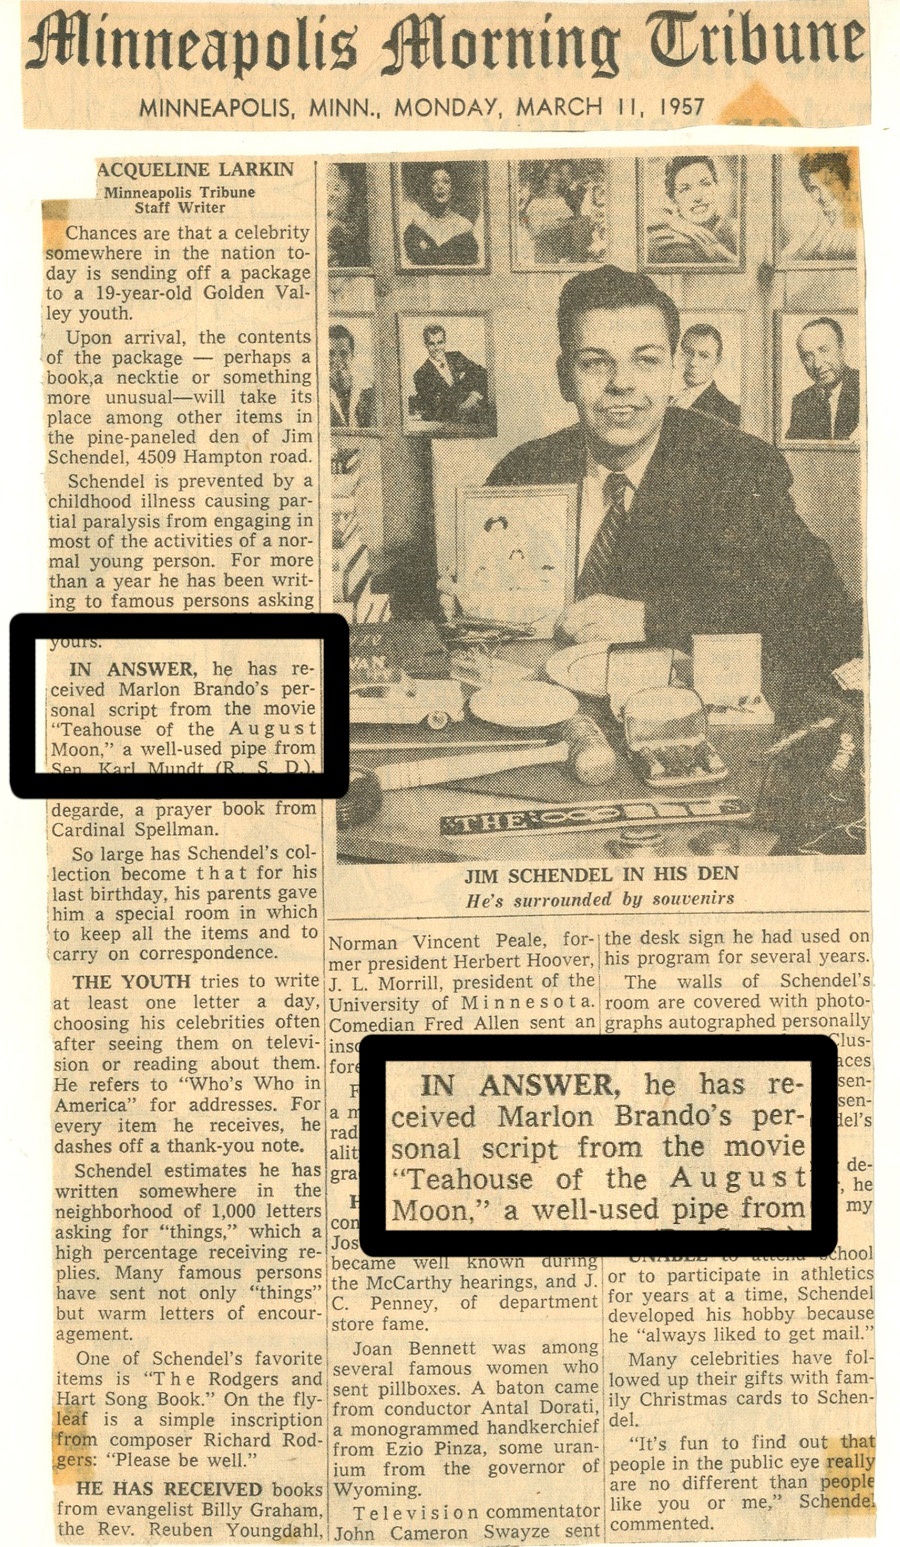 Minneapolis Morning Tribune
MINNEAPOLIS, MINN., MONDAY, MARCH 11, 1957
ACQUELINE LARKIN
Minneapolis Tribune
Staff Writer
Chances are that a celebrity
somewhere in the nation to-
day is sending off a package
to a 19-year-old Golden Val-
ley youth.
Upon arrival, the contents
of the package — perhaps a
book,a necktie or something
more unusual—will take its
place among other items in
the pine-paneled den of Jim
Schendel, 4509 Hampton road.
Schendel is prevented by a
childhood illness causing par-
tial paralysis from engaging in
most of the activities of a nor-
mal young person. For more
than a year he has been writ-
ing to famous persons asking
yours.
IN ANSWER, he has re-
ceived Marlon Brando's per-
sonal script from the movie
“Teahouse of the August
Moon,” a well-used pipe from
Sen. Karl Mundt (R., S. D.),
degarde, a prayer book from
Cardinal Spellman.
So large has Schendel's col-
lection become that for his
last birthday, his parents gave
him a special room in which
to keep all the items and to
carry on correspondence.
THE YOUTH tries to write
at least one letter a day,
choosing his celebrities often
after seeing them on televi-
sion or reading about them.
He refers to “Who's Who in
America” for addresses. For
every item he receives, he
dashes off a thank-you note.
Schendel estimates he has
written somewhere in the
neighborhood of 1,000 letters
asking for “things,” which a
high percentage receiving re-
plies. Many famous persons
have sent not only “things”
but warm letters of encour-
agement.
One of Schendel's favorite
items is “The Rodgers and
Hart Song Book.” On the fly-
leaf is a simple inscription
from composer Richard Rod-
gers: “Please be well.”
HE HAS RECEIVED books
from evangelist Billy Graham,
the Rev. Reuben Youngdahl,
VAN
THE
JIM SCHENDEL IN HIS DEN
He's surrounded by souvenirs
Norman Vincent Peale, for-
mer president Herbert Hoover,
J. L. Morrill, president of the
University of Minnesota.
Comedian Fred Allen sent an
IN ANSWER, he has re-
ceived Marlon Brando's per-
sonal script from the movie
“Teahouse of the August
Moon,” a well-used pipe from
became well known during
the McCarthy hearings, and J.
C. Penney, of department
store fame.
Joan Bennett was among
several famous women who
sent pillboxes. A baton came
from conductor Antal Dorati,
a monogrammed handkerchief
from Ezio Pinza, some uran-
ium from the governor of
Wyoming.
Television commentator
John Cameron Swayze sent
the desk sign he had used on
his program for several years.
The walls of Schendel's
room are covered with photo-
graphs autographed personally
de-
he
my
UNABLE to attend school
or to participate in athletics
for years at a time, Schendel
developed his hobby because
he “always liked to get mail.”
Many celebrities have fol-
lowed up their gifts with fam-
ily Christmas cards to Schen-
del.
“It's fun to find out that
people in the public eye really
are no different than people
like you or me,” Schendel
commented.